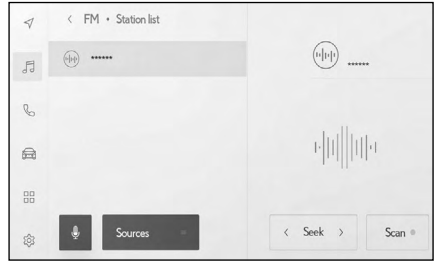 < FM • Station list
******
******
Sources
< Seek >
Scan